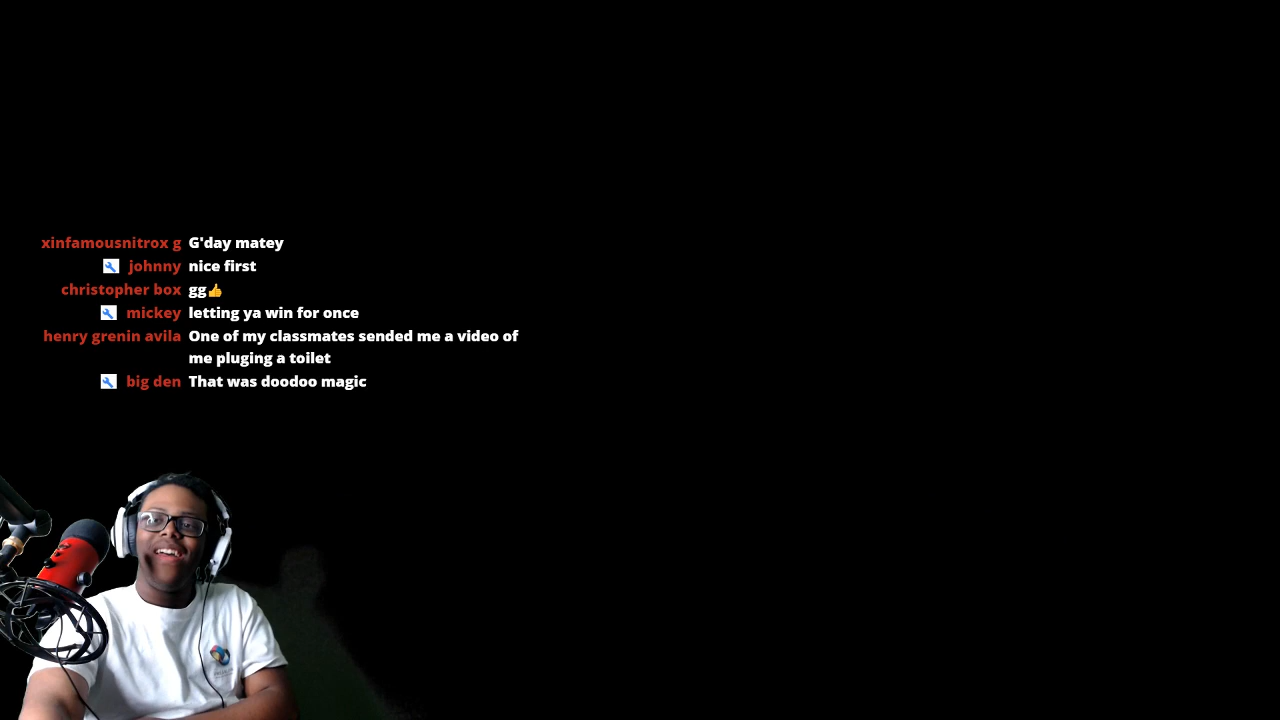 xinfamousnitrox g G'day matey
johnny nice first
christopher box gg👍
mickey letting ya win for once
henry grenin avila One of my classmates sended me a video of
me pluging a toilet
big den That was doodoo magic